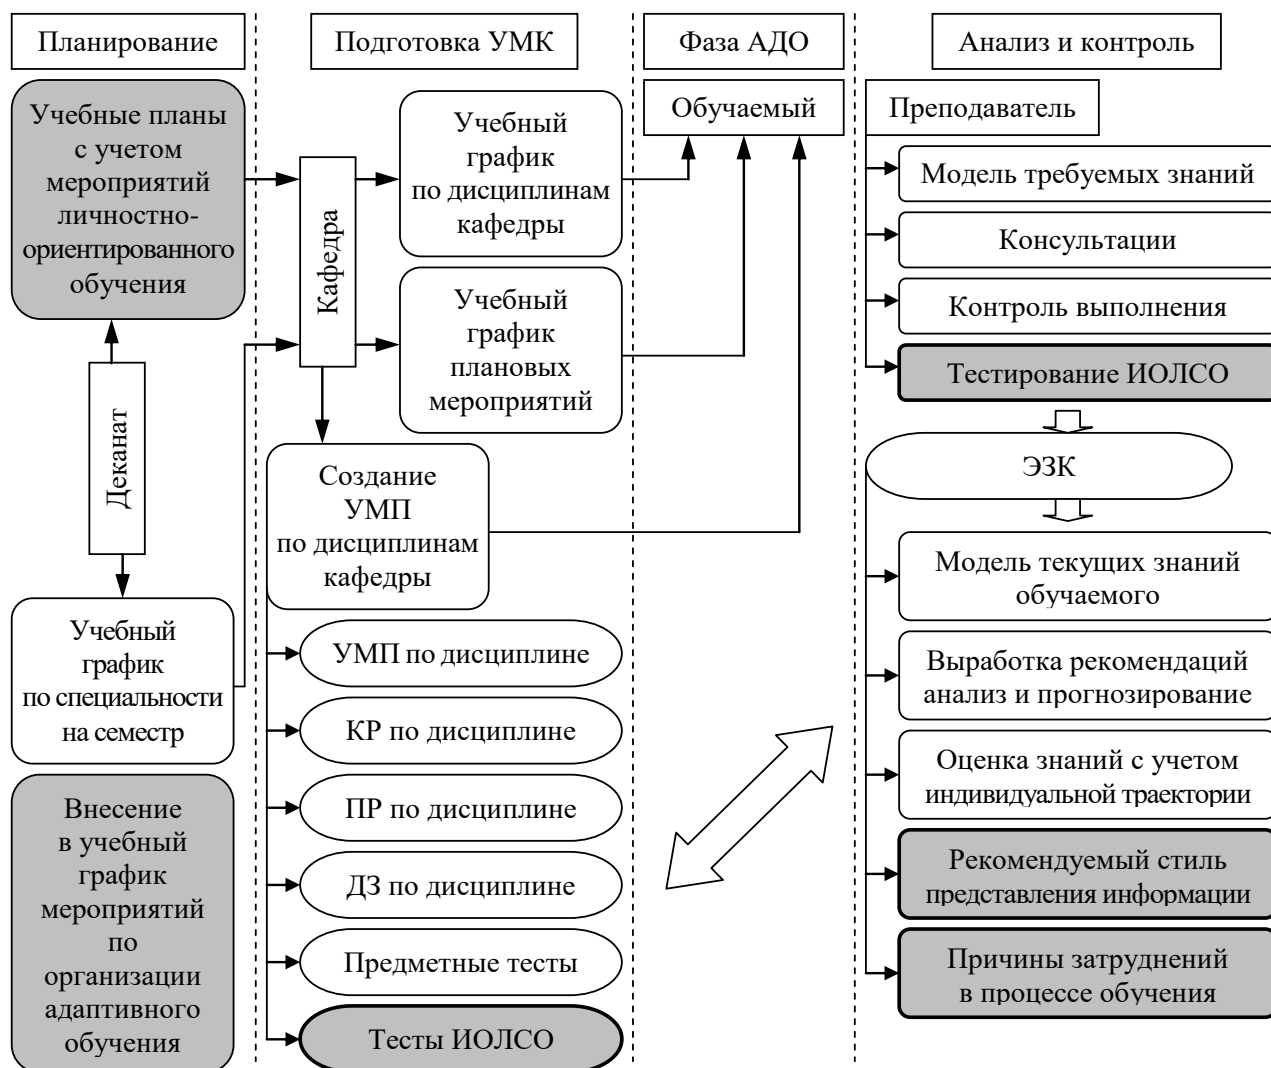 Планирование
Подготовка УМК
Фаза АДО
Анализ и контроль
Учебные планы
с учетом
мероприятий
личностно-
ориентированного
обучения
Деканат
Учебный
график
по специальности
на семестр
Внесение
в учебный
график
мероприятий
по
организации
адаптивного
обучения
Кафедра
Учебный
график
по дисциплинам
кафедры
Учебный
график
плановых
мероприятий
Создание
УМП
по дисциплинам
кафедры
УМП по дисциплине
КР по дисциплине
ПР по дисциплине
ДЗ по дисциплине
Предметные тесты
Тесты ИОЛСО
Обучаемый
Преподаватель
Модель требуемых знаний
Консультации
Контроль выполнения
Тестирование ИОЛСО
ЭЗК
Модель текущих знаний
обучаемого
Выработка рекомендаций
анализ и прогнозирование
Оценка знаний с учетом
индивидуальной траектории
Рекомендуемый стиль
представления информации
Причины затруднений
в процессе обучения